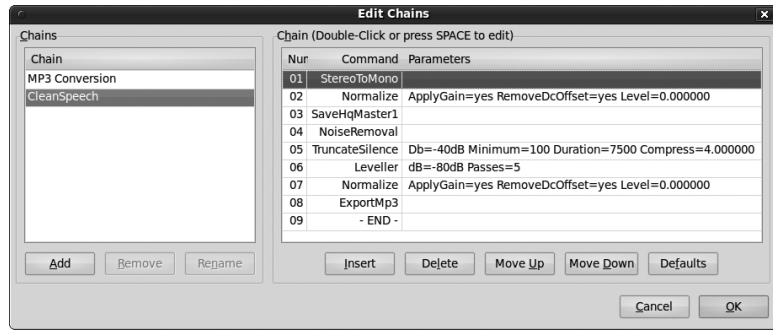 Edit Chains
Chains
Chain (Double-Click or press SPACE to edit)
Chain
MP3 Conversion
CleanSpeech
Nur Command Parameters
01 StereoToMono
02 Normalize ApplyGain=yes RemoveDcOffset=yes Level=0.000000
03 SaveHqMaster1
04 NoiseRemoval
05 TruncateSilence Db=-40dB Minimum=100 Duration=7500 Compress=4.000000
06 Leveller dB=-80dB Passes=5
07 Normalize ApplyGain=yes RemoveDcOffset=yes Level=0.000000
08 ExportMp3
09 - END -
Add Remove Rename
Insert Delete Move Up Move Down Defaults
Cancel OK